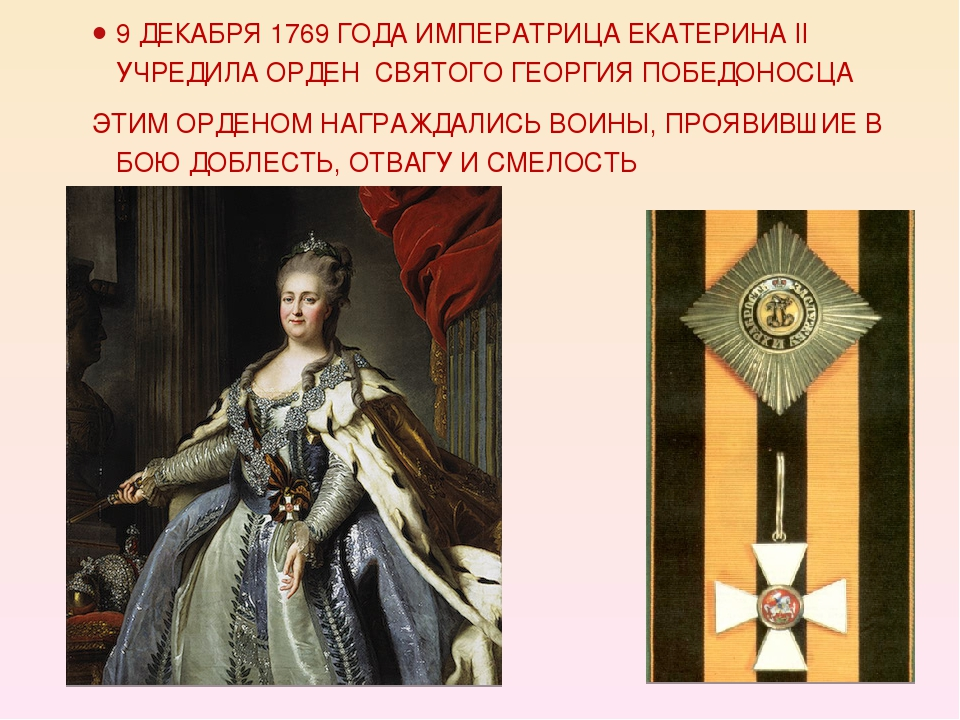 • 9 ДЕКАБРЯ 1769 ГОДА ИМПЕРАТРИЦА ЕКАТЕРИНА II
УЧРЕДИЛА ОРДЕН СВЯТОГО ГЕОРГИЯ ПОБЕДОНОСЦА
ЭТИМ ОРДЕНОМ НАГРАЖДАЛИСЬ ВОИНЫ, ПРОЯВИВШИЕ В
БОЮ ДОБЛЕСТЬ, ОТВАГУ И СМЕЛОСТЬ